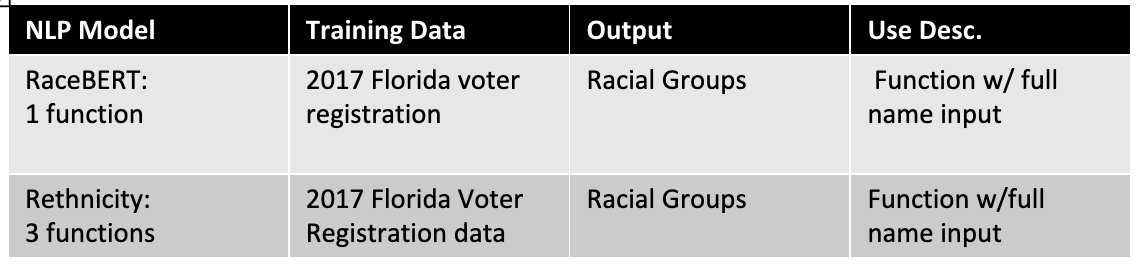 NLP Model
Training Data
Output
Use Desc.
RaceBERT:
1 function
2017 Florida voter
registration
Racial Groups
Function w/ full
name input
Rethnicity:
3 functions
2017 Florida Voter
Registration data
Racial Groups
Function w/full
name input